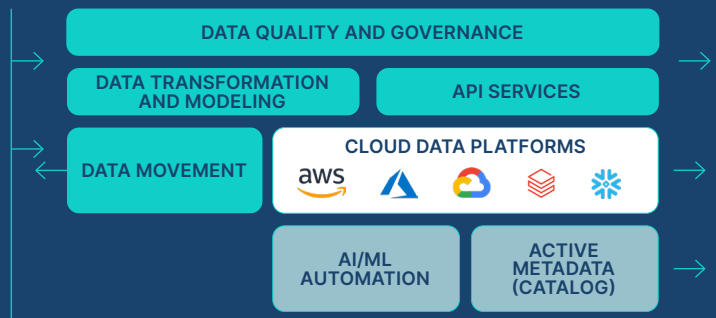 DATA QUALITY AND GOVERNANCE
DATA TRANSFORMATION
AND MODELING
API SERVICES
DATA MOVEMENT
CLOUD DATA PLATFORMS
aws
AI/ML
AUTOMATION
ACTIVE
METADATA
(CATALOG)